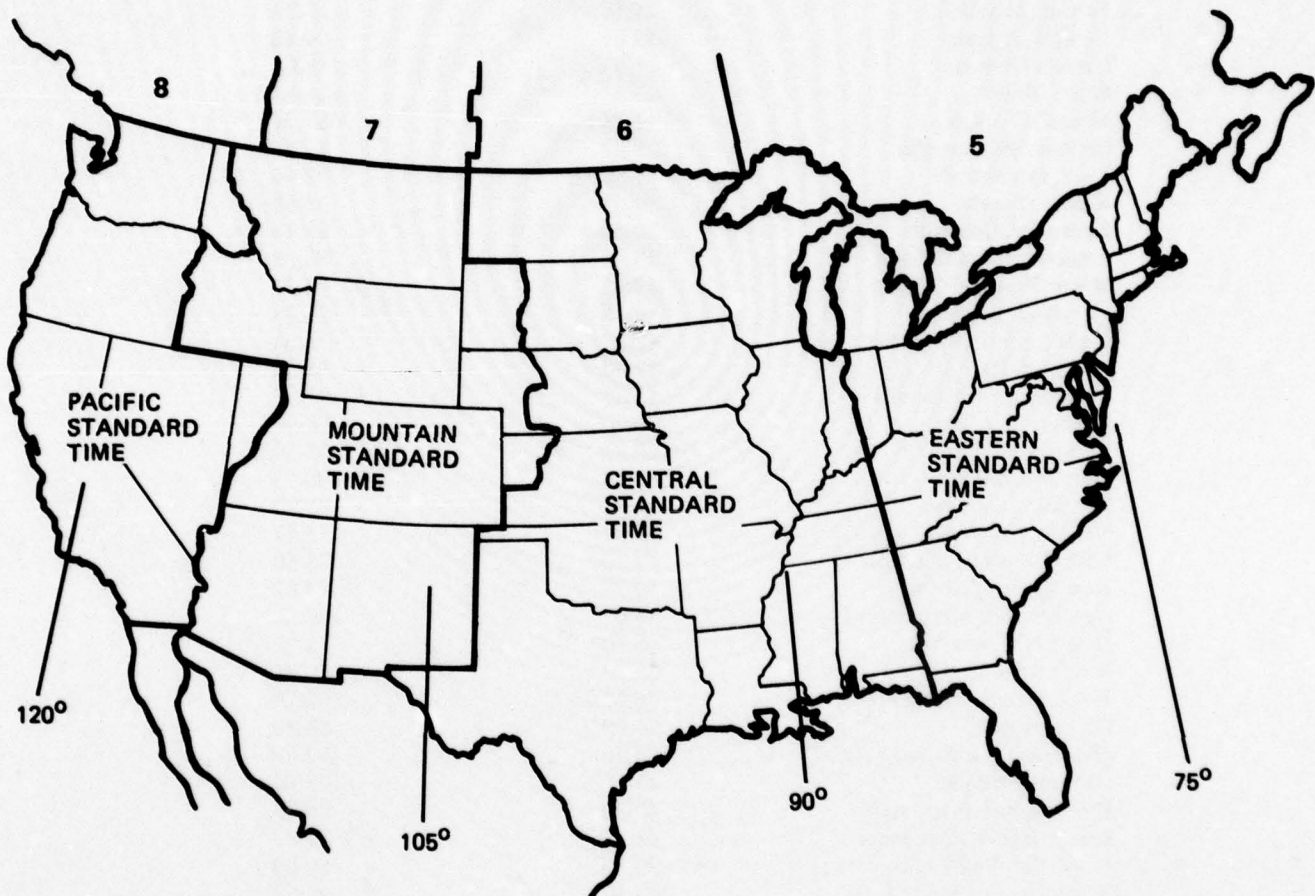 8
7
6
5
PACIFIC
STANDARD
TIME
MOUNTAIN
STANDARD
TIME
CENTRAL
STANDARD
TIME
EASTERN
STANDARD
TIME
120°
105°
90°
75°